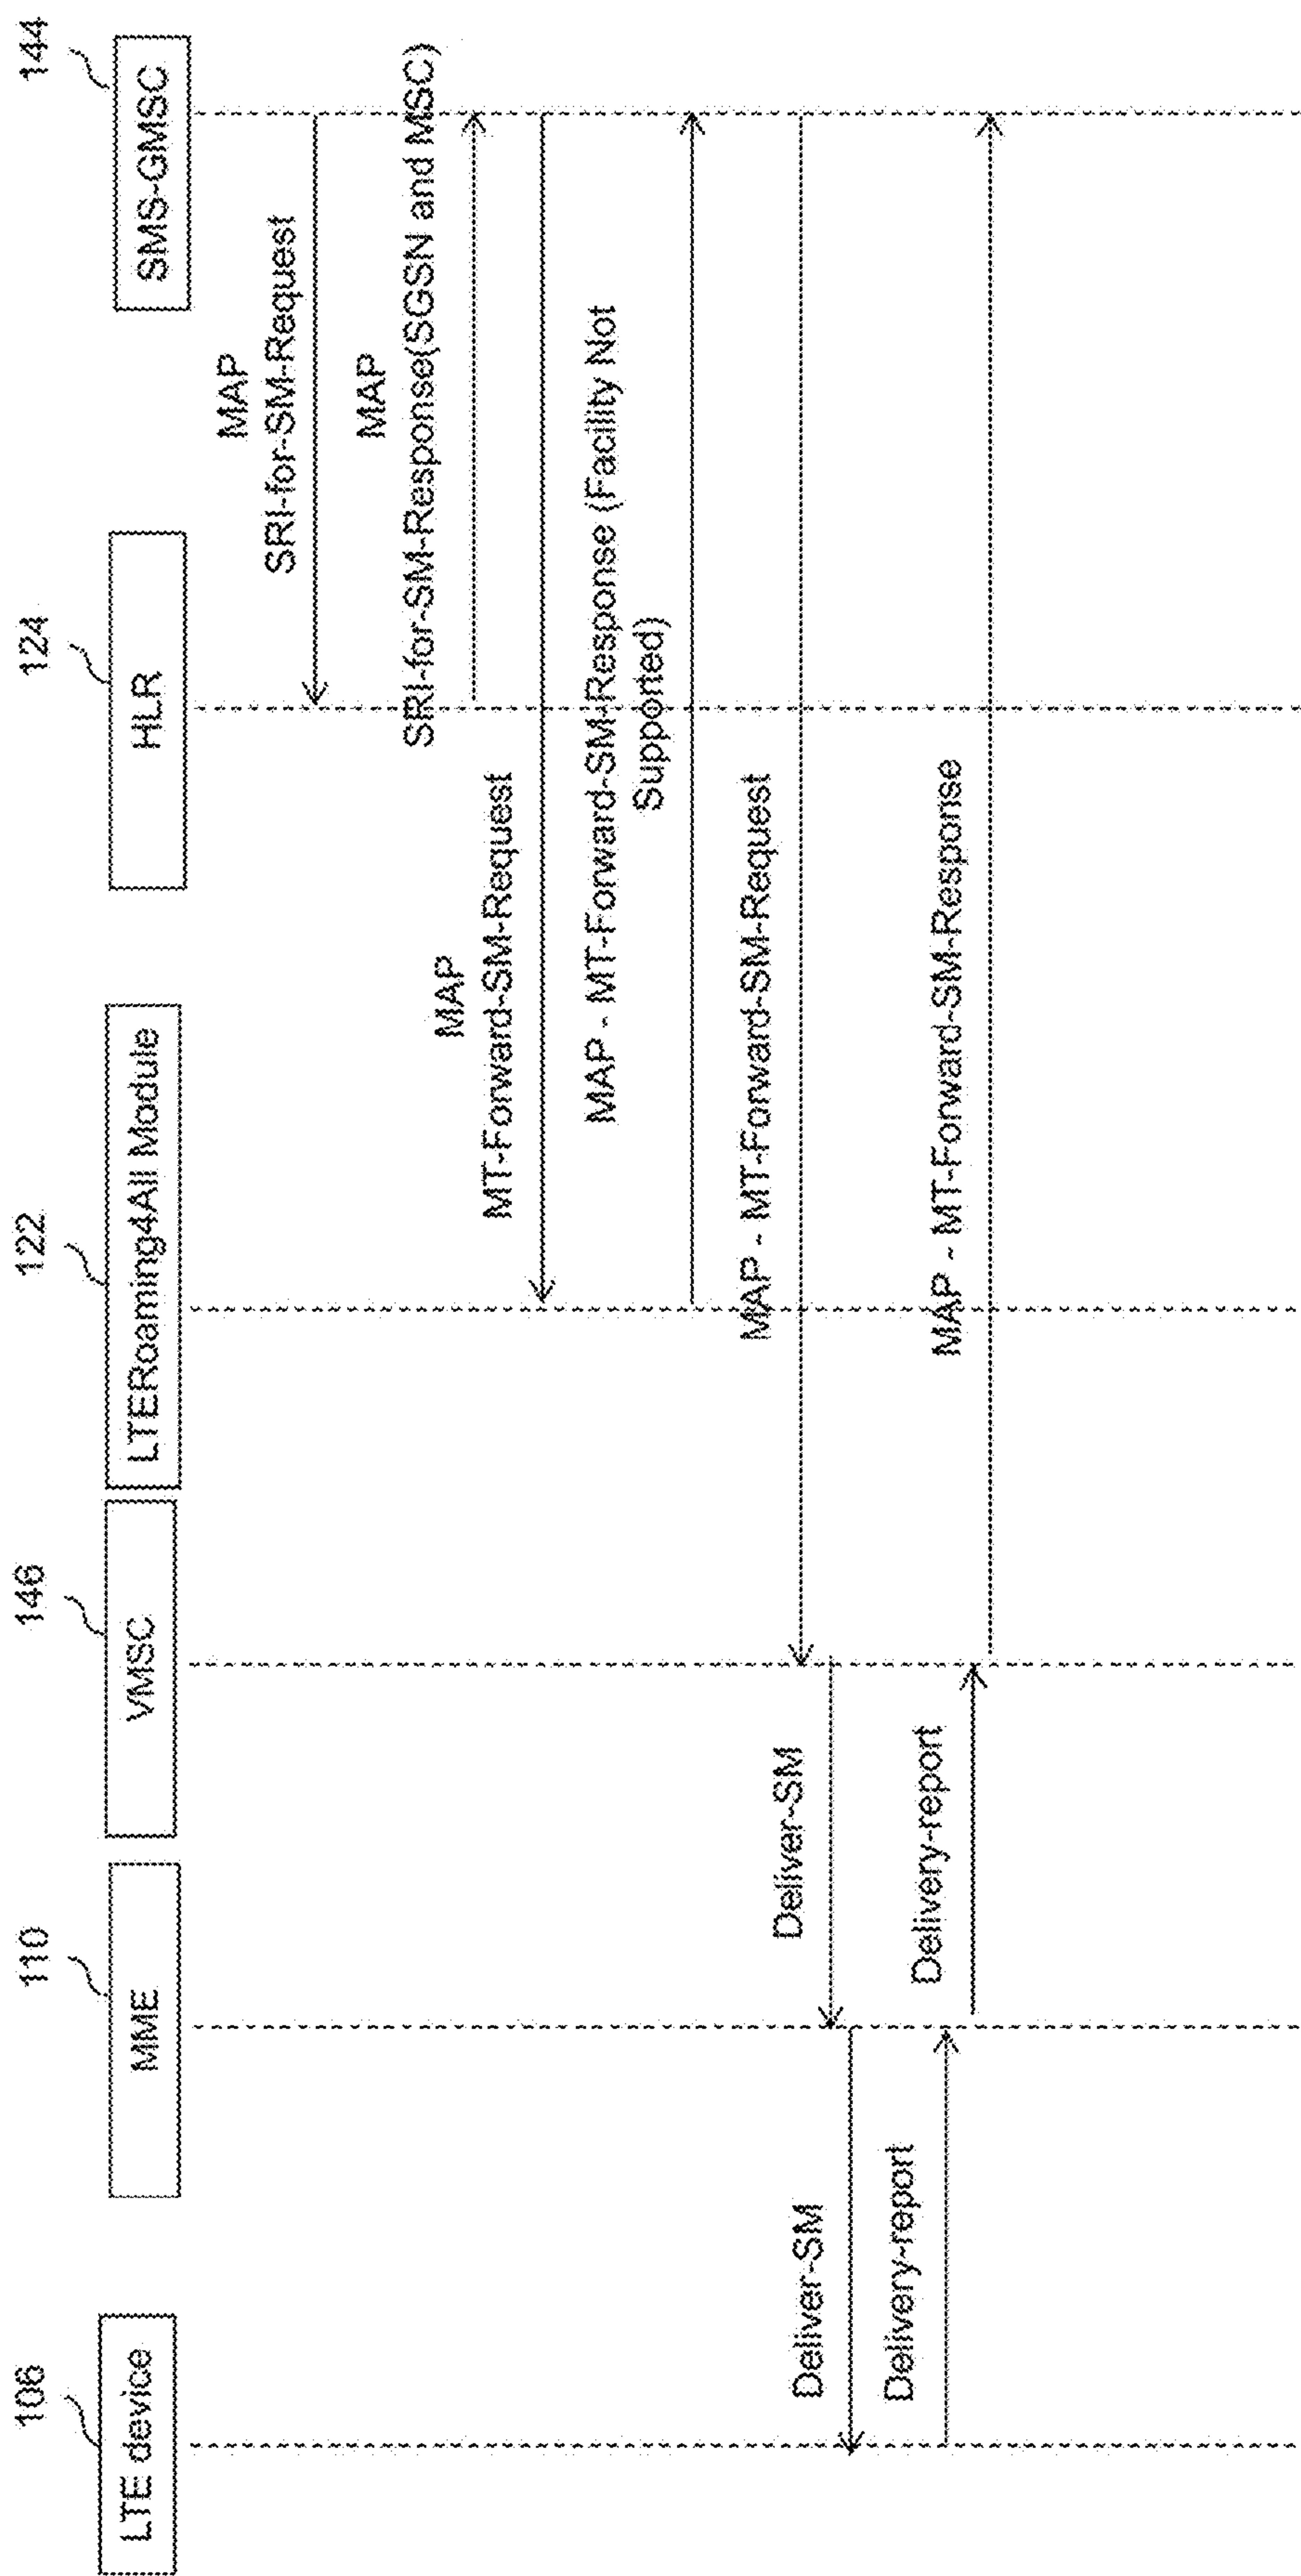 106
110
146
122
124
144
LTE device
MME
VMSC
LTERoaming4All Module
HLR
SMS-GMSC
MAP
SRI-for-SM-Request
MAP
SRI-for-SM-Response(SGSN and MSC)
MAP
MT-Forward-SM-Request
MAP - MT-Forward-SM-Response (Facility Not
Supported)
MAP - MT-Forward-SM-Request
Deliver-SM
Deliver-SM
Delivery-report
Delivery-report
MAP - MT-Forward-SM-Response